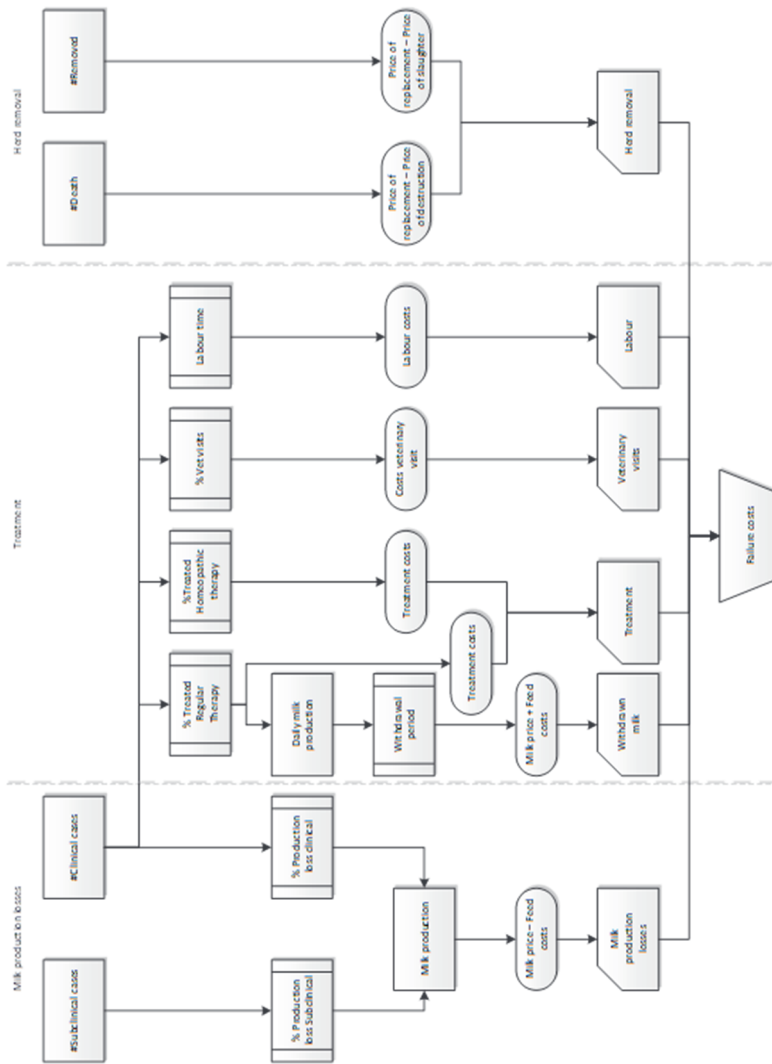 Milk production losses
Treatment
Herd removal
#Subclinical cases
#Clinical cases
#Death
#Removed
% Treated
Regular
Therapy
%Treated
Homeopathic
therapy
% Vet visits
Labour time
% Production
loss Subclinical
% Production
loss clinical
Daily milk
production
Withdrawal
period
Milk production
Treatment costs
Treatment costs
Costs veterinary
visit
Labour costs
Price of
replacement – Price
of destruction
Price of
replacement – Price
of slaughter
Milk price – Feed
costs
Milk price + Feed
costs
Milk
production
losses
Withdrawn
milk
Treatment
Veterinary
visits
Labour
Herd removal
Failure costs